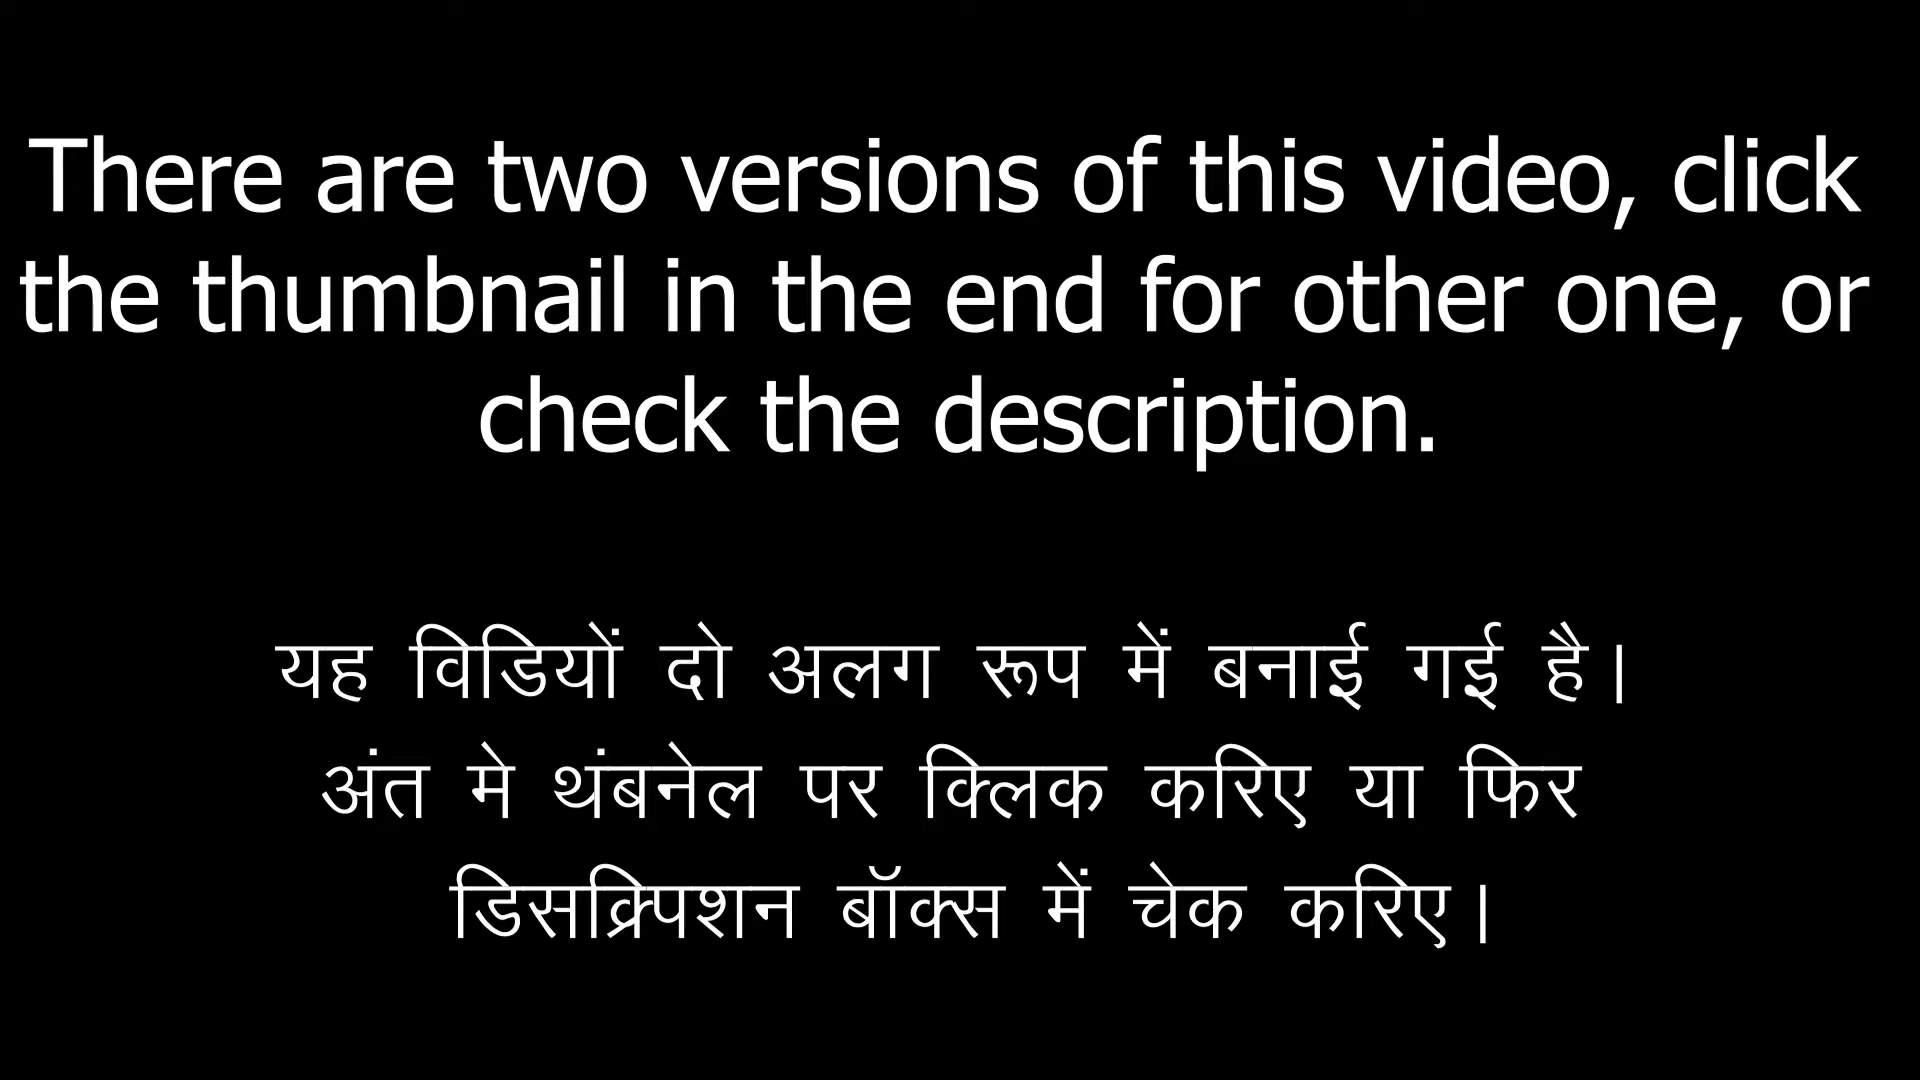 There are two versions of this video, click
the thumbnail in the end for other one, or
check the description.
यह विडियों दो अलग रूप में बनाई गई है।
अंत मे थंबनेल पर क्लिक करिए या फिर
डिसक्रिपशन बॉक्स में चेक करिए।